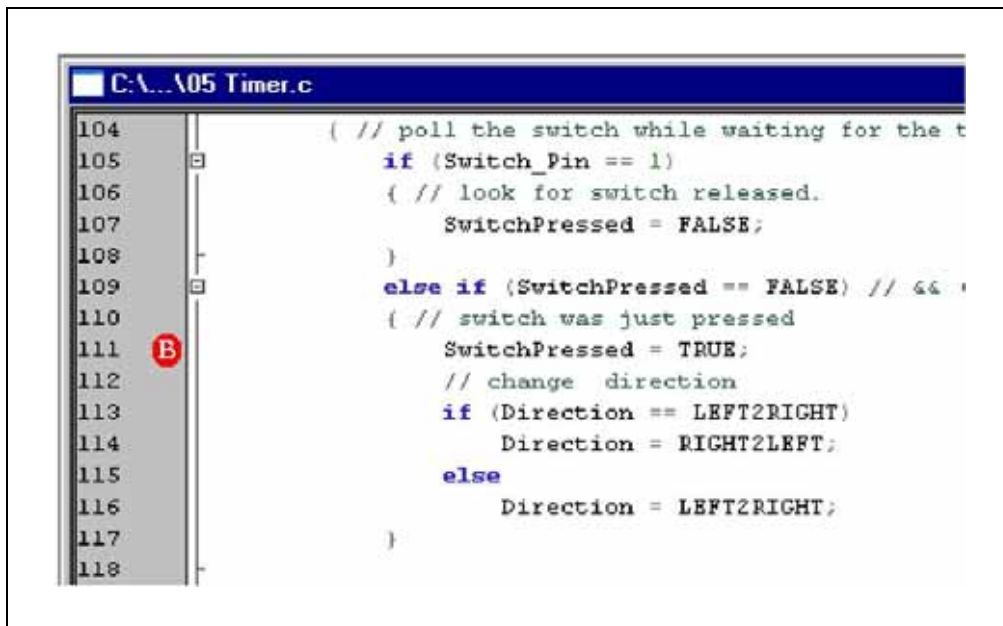 C:\...\05 Timer.c
104 { // poll the switch while waiting for the t
105 if (Switch_Pin == 1)
106 { // look for switch released.
107 SwitchPressed = FALSE;
108 }
109 else if (SwitchPressed == FALSE) // &&
110 { // switch was just pressed
111 B SwitchPressed = TRUE;
112 // change direction
113 if (Direction == LEFT2RIGHT)
114 Direction = RIGHT2LEFT;
115 else
116 Direction = LEFT2RIGHT;
117 }
118